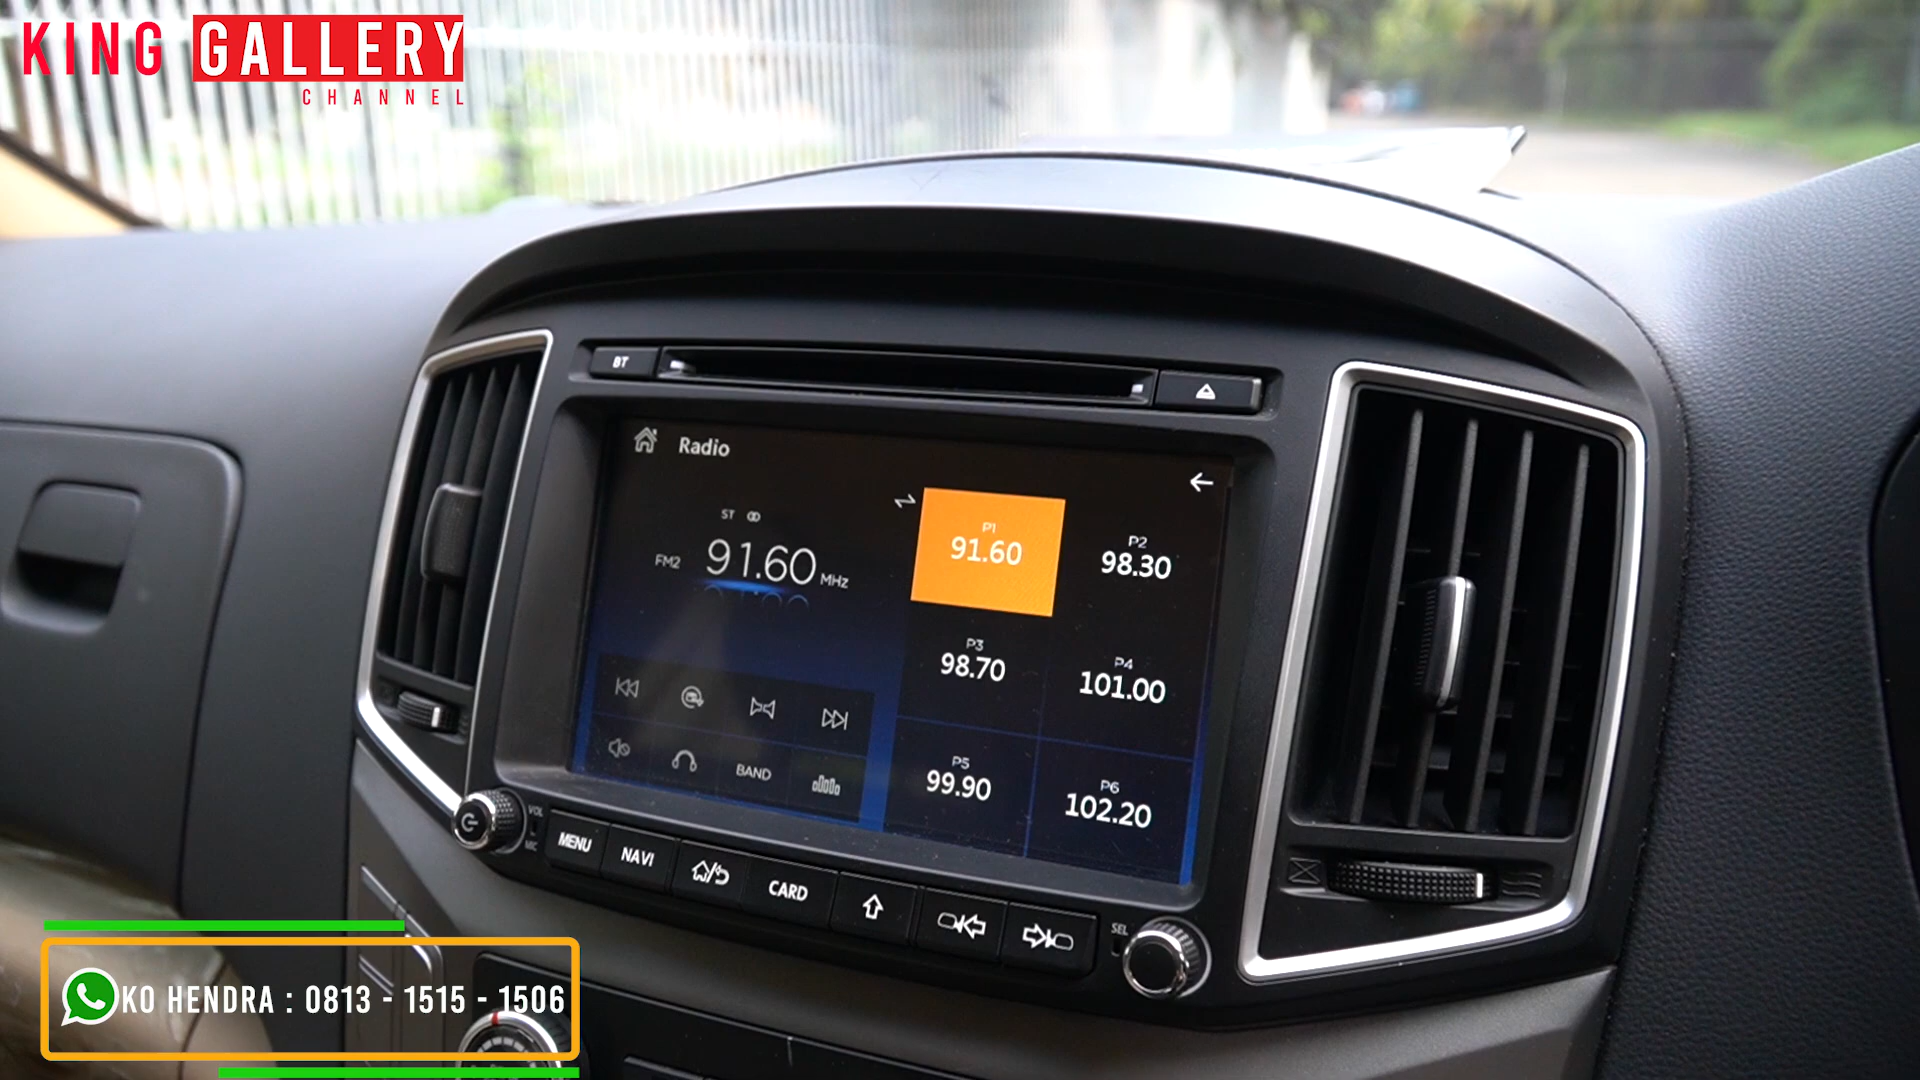 KING GALLERY
CHANNEL
BT
Radio
ST
FM2 91.60 MHz
P1
91.60
P2
98.30
P3
98.70
P4
101.00
BAND
P5
99.90
P6
102.20
VOL
MIC
MENU
NAVI
CARD
SEL
KO HENDRA : 0813 - 1515 - 1506